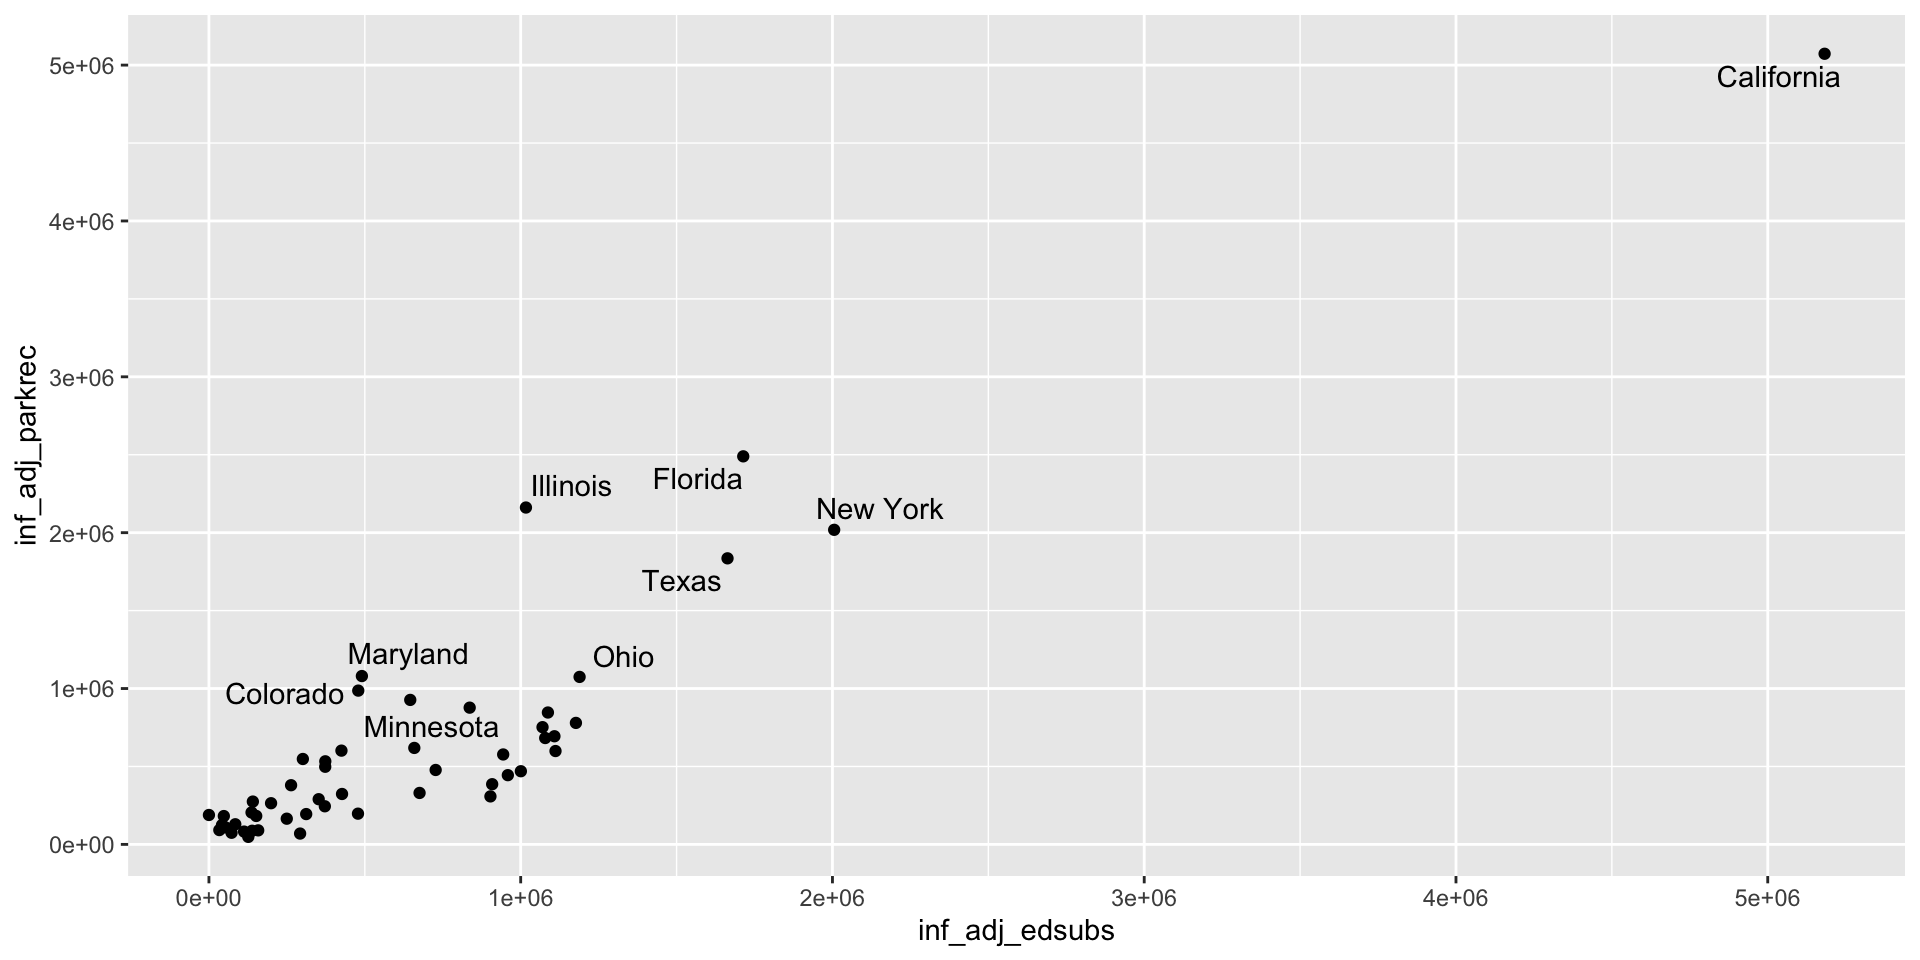 5e+06
California
4e+06
inf_adj_parkrec
3e+06
Illinois
Florida
New York
2e+06
Texas
Maryland
Ohio
Colorado
1e+06
Minnesota
0e+00
0e+00 1e+06 2e+06 3e+06 4e+06 5e+06
inf_adj_edsubs